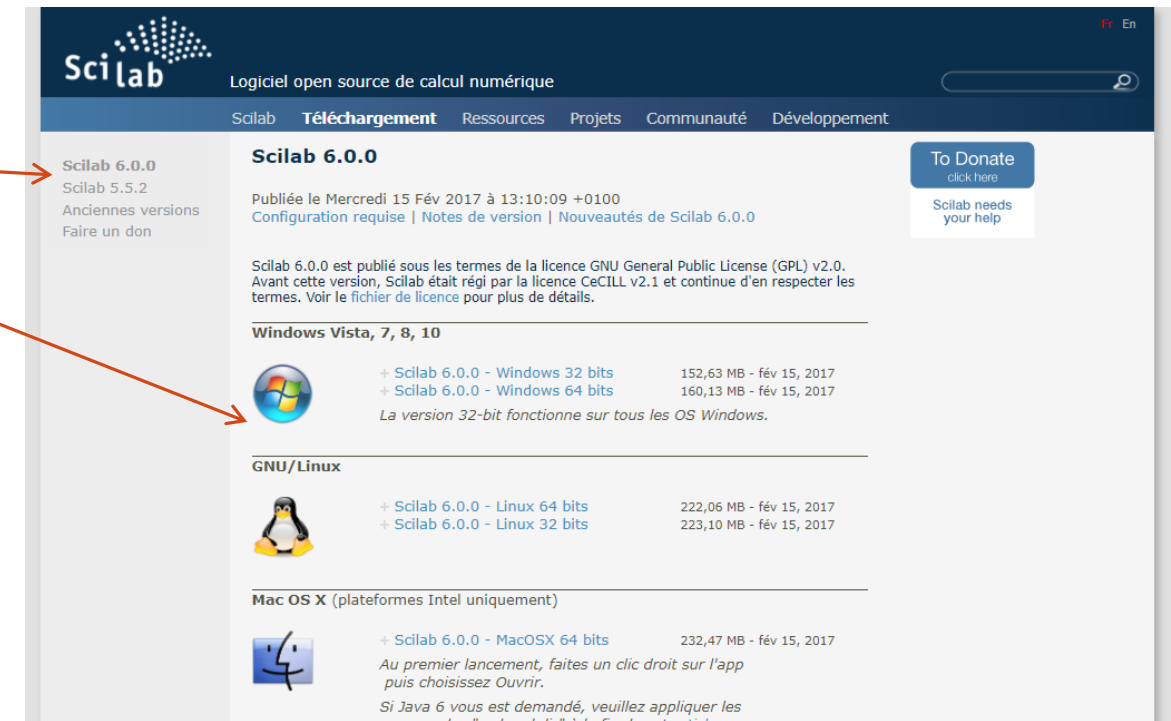 Fr En
Scilab
Logiciel open source de calcul numérique
Scilab Téléchargement Ressources Projets Communauté Développement
Scilab 6.0.0
Scilab 5.5.2
Anciennes versions
Faire un don
Scilab 6.0.0
Publiée le Mercredi 15 Fév 2017 à 13:10:09 +0100
Configuration requise | Notes de version | Nouveautés de Scilab 6.0.0
Scilab 6.0.0 est publié sous les termes de la licence GNU General Public License (GPL) v2.0.
Avant cette version, Scilab était régi par la licence CeCILL v2.1 et continue d'en respecter les
termes. Voir le fichier de licence pour plus de détails.
Windows Vista, 7, 8, 10
+ Scilab 6.0.0 - Windows 32 bits 152,63 MB - fév 15, 2017
+ Scilab 6.0.0 - Windows 64 bits 160,13 MB - fév 15, 2017
La version 32-bit fonctionne sur tous les OS Windows.
GNU/Linux
+ Scilab 6.0.0 - Linux 64 bits 222,06 MB - fév 15, 2017
+ Scilab 6.0.0 - Linux 32 bits 223,10 MB - fév 15, 2017
Mac OS X (plateformes Intel uniquement)
+ Scilab 6.0.0 - MacOSX 64 bits 232,47 MB - fév 15, 2017
Au premier lancement, faites un clic droit sur l'app
puis choisissez Ouvrir.
Si Java 6 vous est demandé, veuillez appliquer les
To Donate
click here
Scilab needs
your help